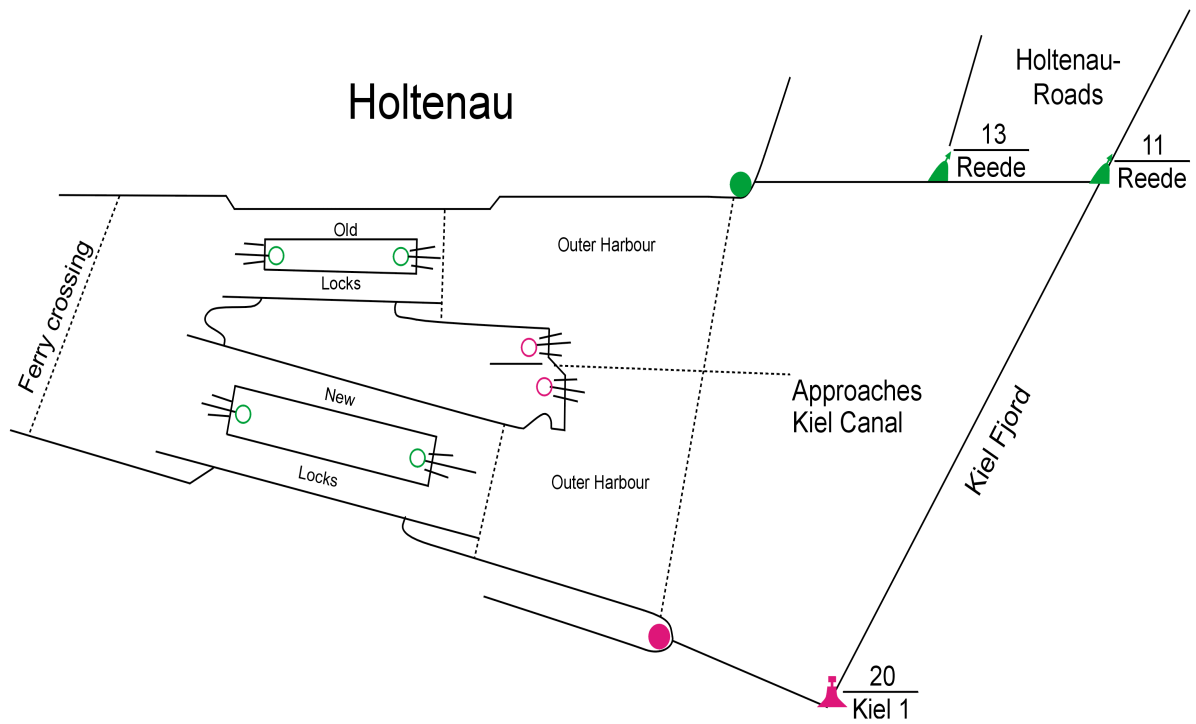 Holtenau
Holtenau-
Roads
13
Reede
11
Reede
Old
Locks
Outer Harbour
Ferry crossing
New
Locks
Outer Harbour
Approaches
Kiel Canal
Kiel Fjord
20
Kiel 1